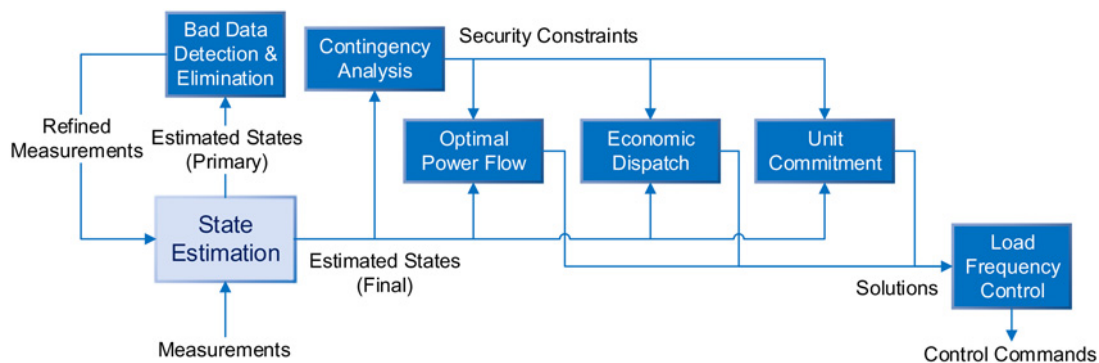 Bad Data
Detection &
Elimination
Contingency
Analysis
Security Constraints
Refined
Measurements
Estimated States
(Primary)
Optimal
Power Flow
Economic
Dispatch
Unit
Commitment
State
Estimation
Estimated States
(Final)
Load
Frequency
Control
Solutions
Measurements
Control Commands